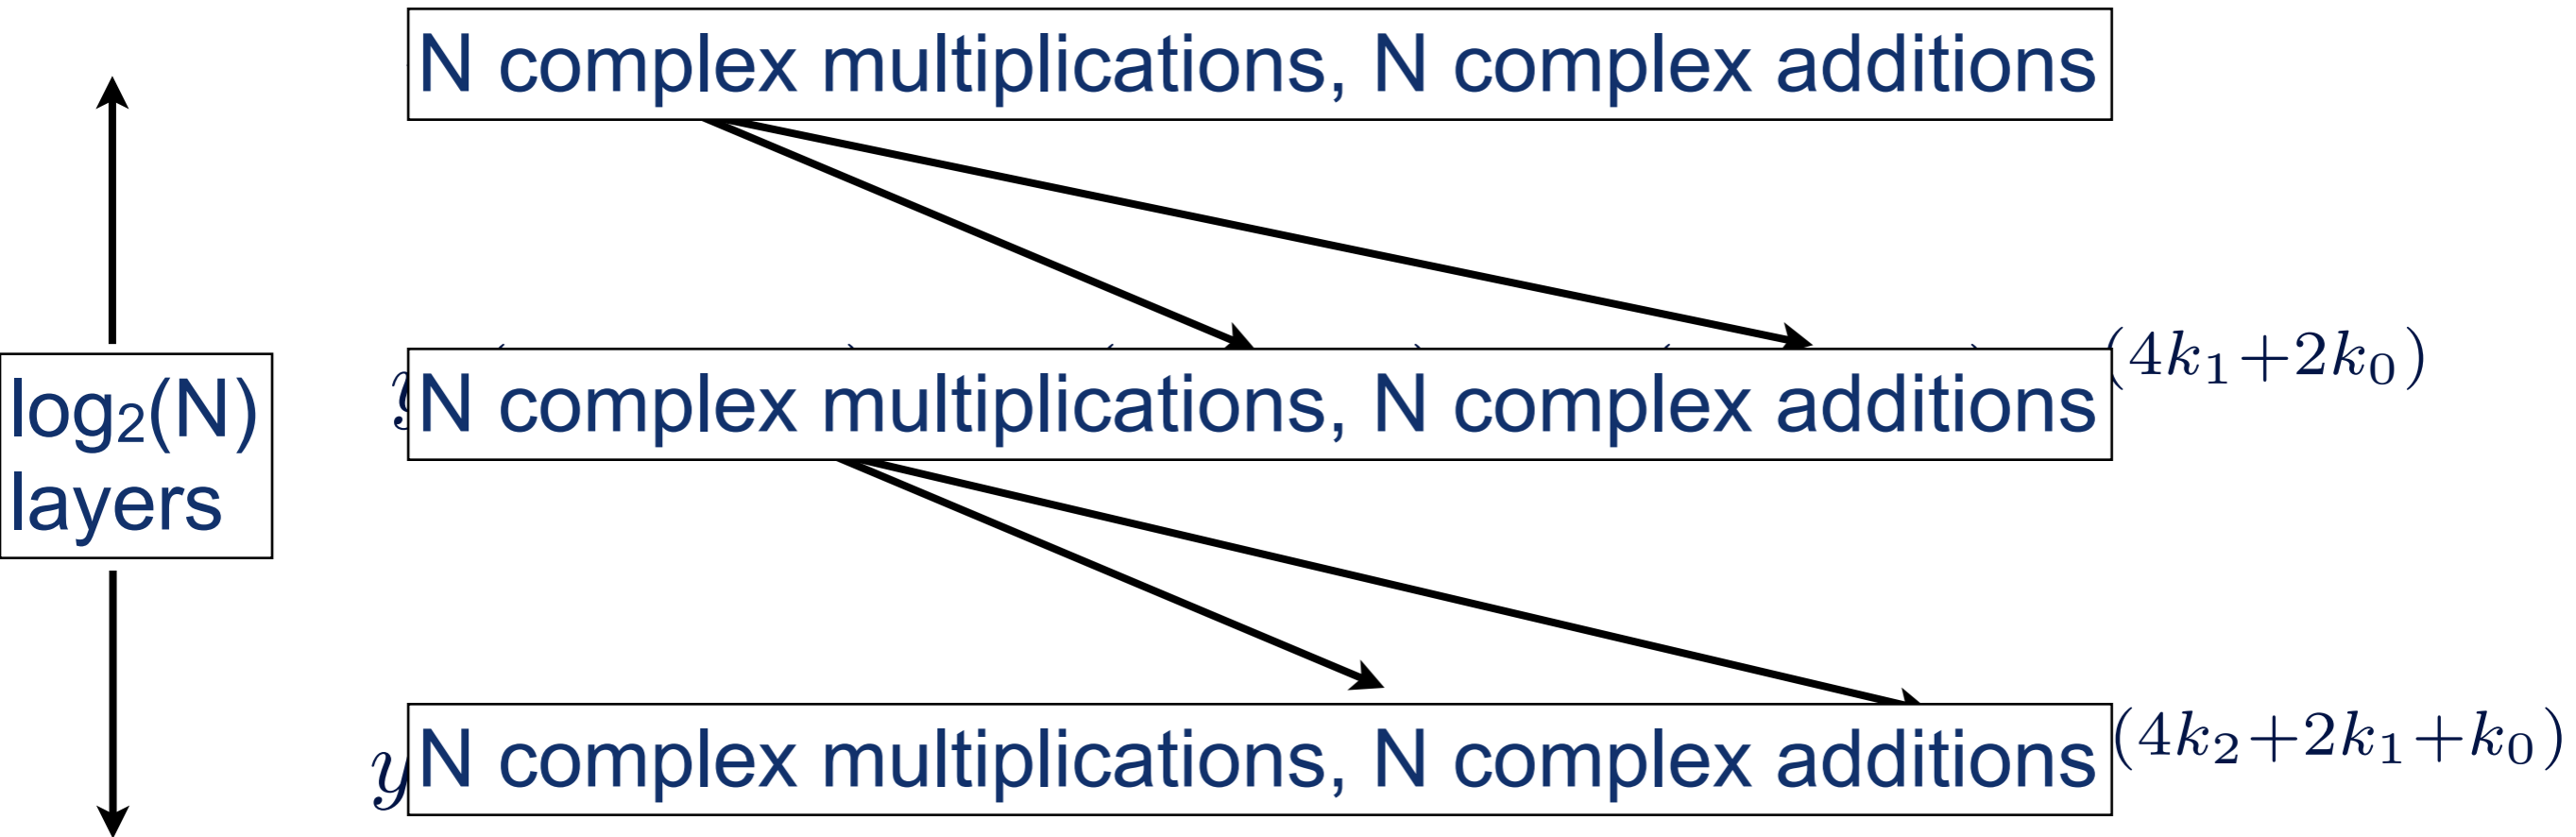 N complex multiplications, N complex additions
y N complex multiplications, N complex additions (4k₁+2k₀)
log₂(N)
layers
y N complex multiplications, N complex additions (4k₂+2k₁+k₀)